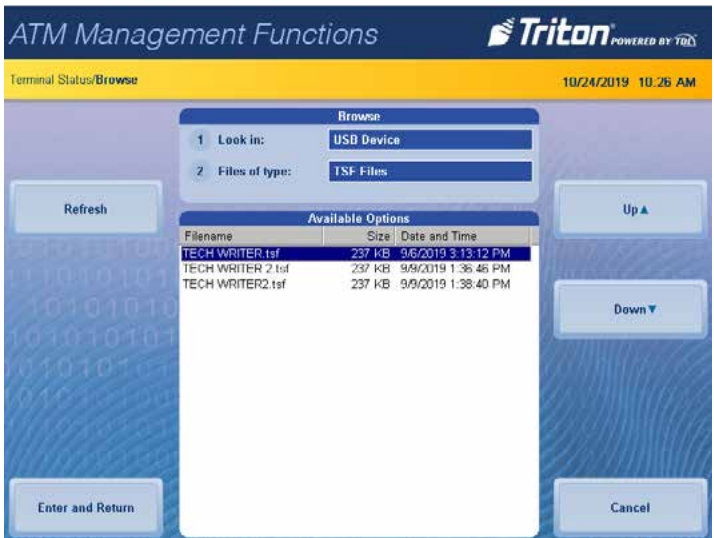 ATM Management Functions
Triton POWERED BY TDL
Terminal Status/Browse
10/24/2019 10:26 AM
Browse
1 Look in: USB Device
2 Files of type: TSF Files
Refresh
Up▲
Available Options
Filename Size Date and Time
TECH WRITER.tsf 237 KB 9/6/2019 3:13:12 PM
TECH WRITER 2.tsf 237 KB 9/9/2019 1:36:46 PM
TECH WRITER2.tsf 237 KB 9/9/2019 1:38:40 PM
Down▼
Enter and Return
Cancel